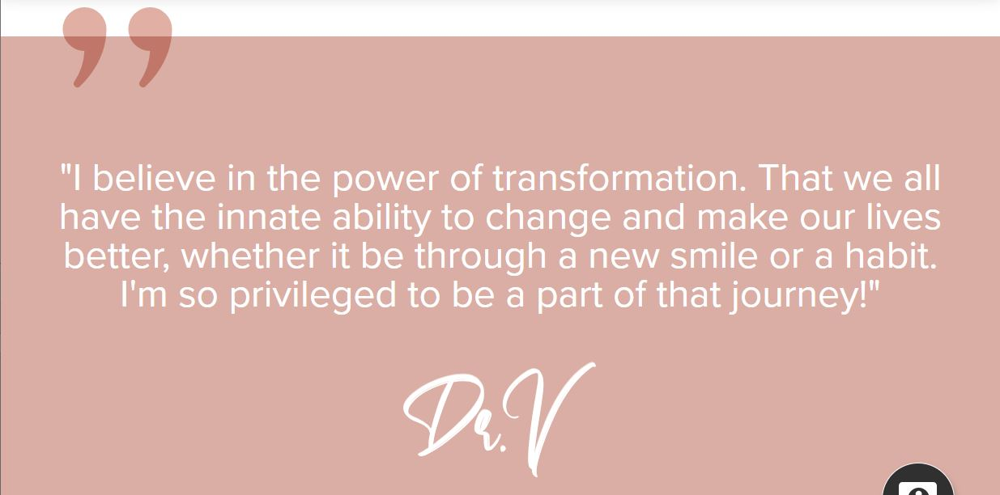 "I believe in the power of transformation. That we all
have the innate ability to change and make our lives
better, whether it be through a new smile or a habit.
I'm so privileged to be a part of that journey!"
Dr. V